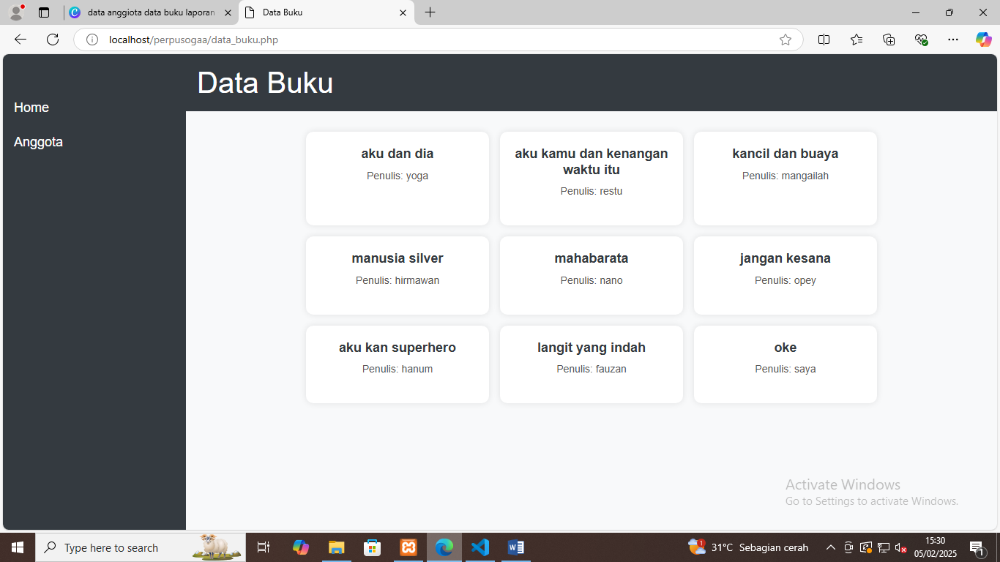 data anggiota data buku laporan
Data Buku
localhost/perpusogaa/data_buku.php
Data Buku
Home
Anggota
aku dan dia
Penulis: yoga
aku kamu dan kenangan
waktu itu
Penulis: restu
kancil dan buaya
Penulis: mangailah
manusia silver
Penulis: hirmawan
mahabarata
Penulis: nano
jangan kesana
Penulis: opey
aku kan superhero
Penulis: hanum
langit yang indah
Penulis: fauzan
oke
Penulis: saya
Activate Windows
Go to Settings to activate Windows.
Type here to search
1
31°C Sebagian cerah
15:30
05/02/2025
1